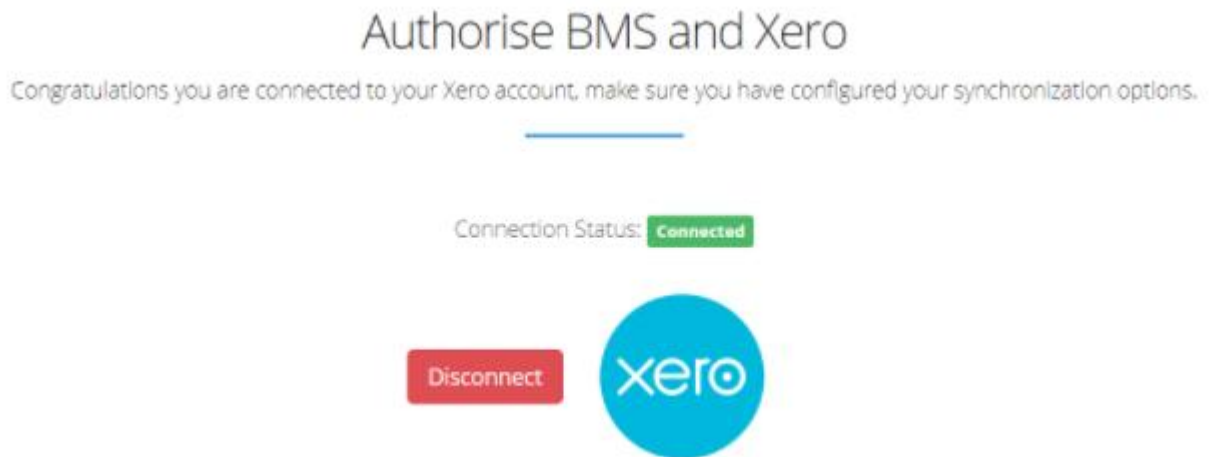 Authorise BMS and Xero
Congratulations you are connected to your Xero account, make sure you have configured your synchronization options.
Connection Status: Connected
Disconnect
xero